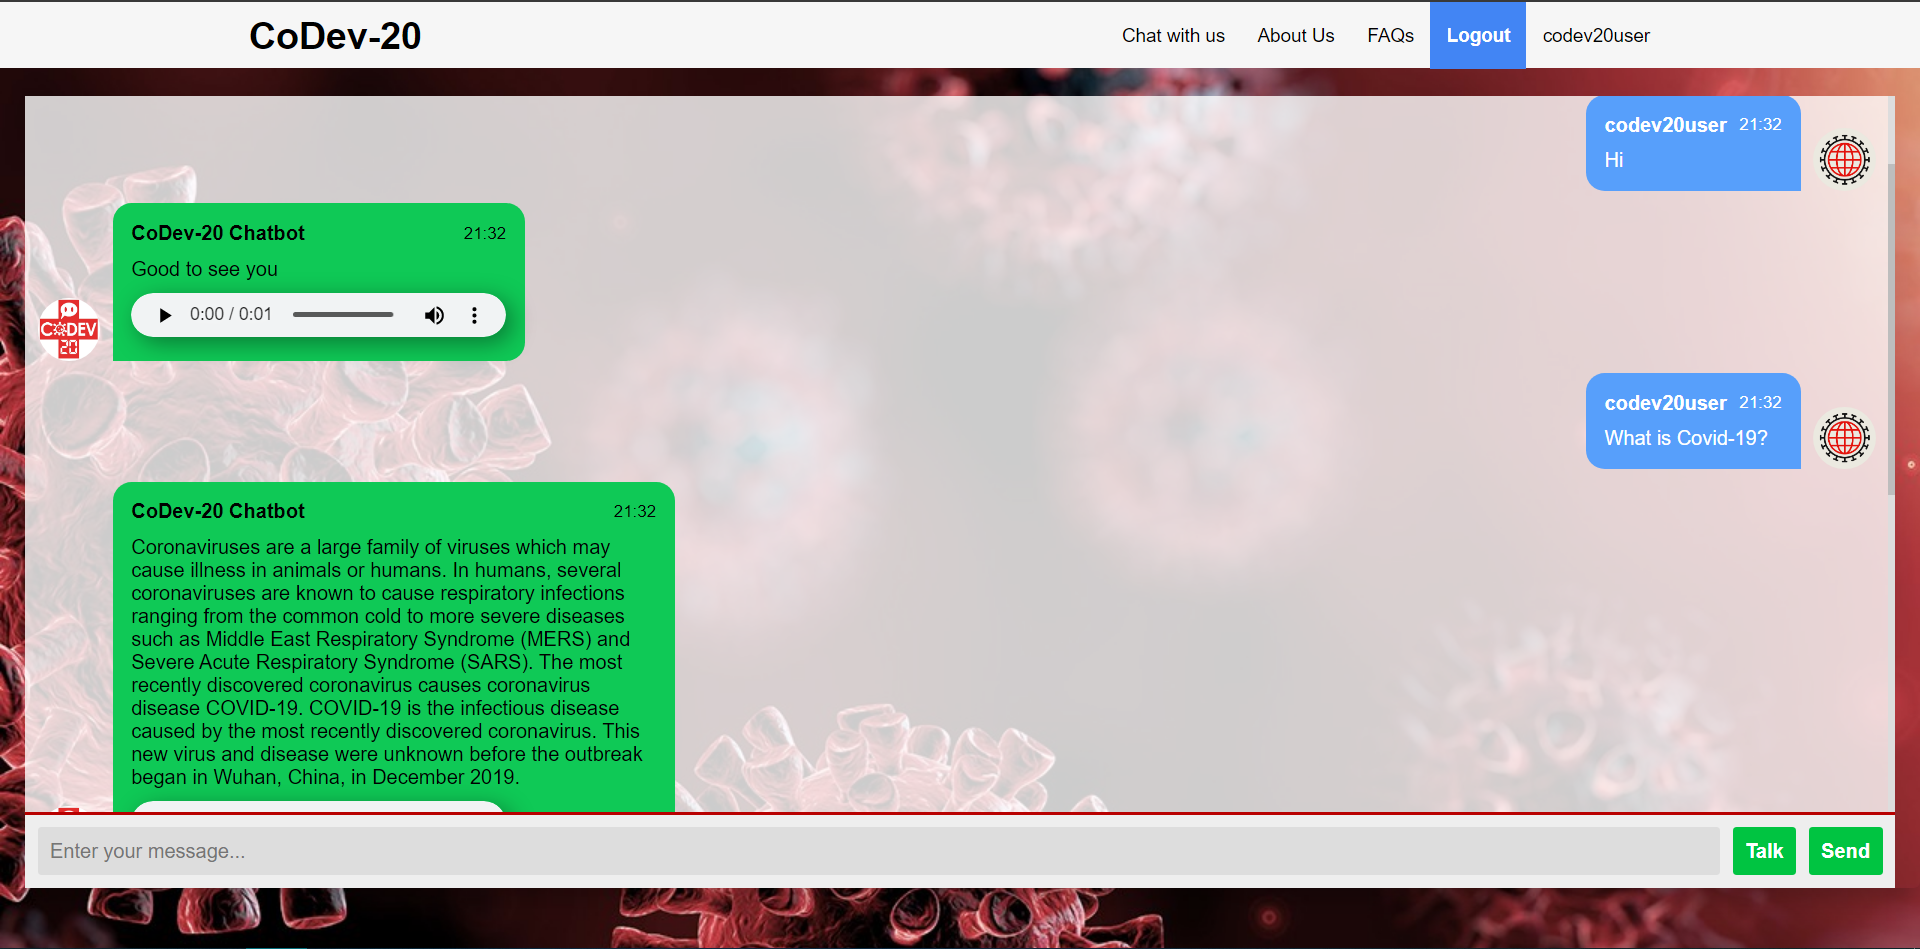 CoDev-20
Chat with us
About Us
FAQs
Logout
codev20user
codev20user 21:32
Hi
CoDev-20 Chatbot 21:32
Good to see you
0:00 / 0:01
CODEV
20
codev20user 21:32
What is Covid-19?
CoDev-20 Chatbot 21:32
Coronaviruses are a large family of viruses which may
cause illness in animals or humans. In humans, several
coronaviruses are known to cause respiratory infections
ranging from the common cold to more severe diseases
such as Middle East Respiratory Syndrome (MERS) and
Severe Acute Respiratory Syndrome (SARS). The most
recently discovered coronavirus causes coronavirus
disease COVID-19. COVID-19 is the infectious disease
caused by the most recently discovered coronavirus. This
new virus and disease were unknown before the outbreak
began in Wuhan, China, in December 2019.
Enter your message...
Talk
Send